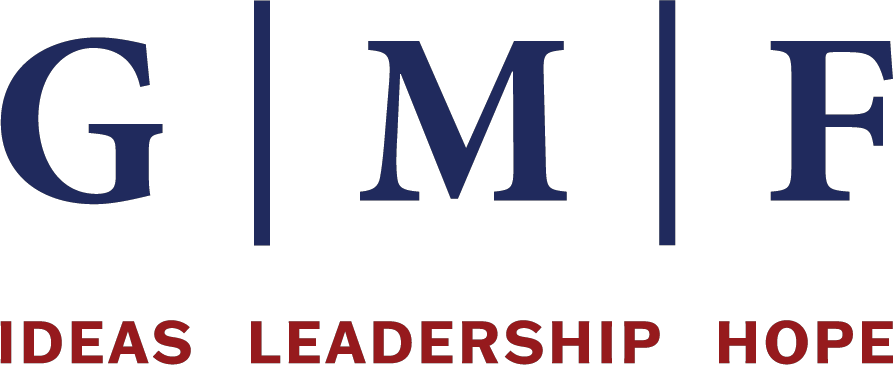 G | M | F
IDEAS LEADERSHIP HOPE